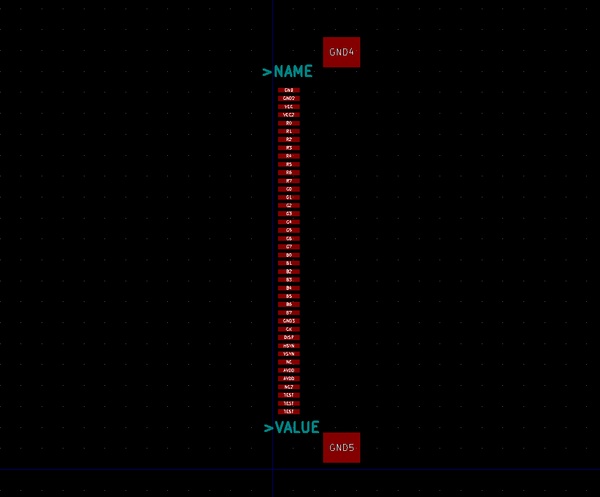 GND4
>NAME
GND
GND2
VCC
VCC2
R0
R1
R2
R3
R4
R5
R6
R7
G0
G1
G2
G3
G4
G5
G6
G7
B0
B1
B2
B3
B4
B5
B6
B7
GND3
DISP
HSYN
VSYN
NC
AVDD
AVDD
NC2
TEST
TEST
TEST
>VALUE
GND5